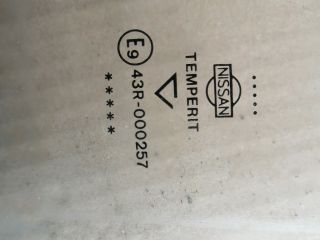 NISSAN
TEMPERIT
E9 43R-000257
*****